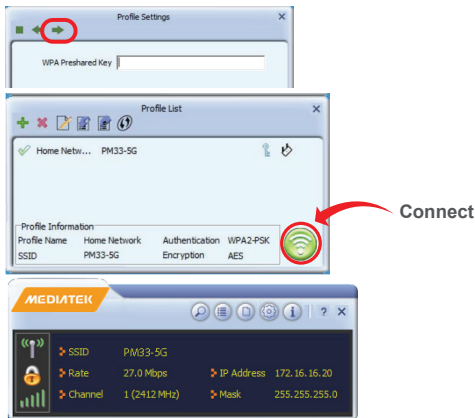 Profile Settings
WPA Preshared Key
Profile List
Home Netw... PM33-5G
Connect
Profile Information
Profile Name Home Network Authentication WPA2-PSK
SSID PM33-5G Encryption AES
MEDIATEK
SSID PM33-5G
Rate 27.0 Mbps IP Address 172.16.16.20
Channel 1 (2412 MHz) Mask 255.255.255.0